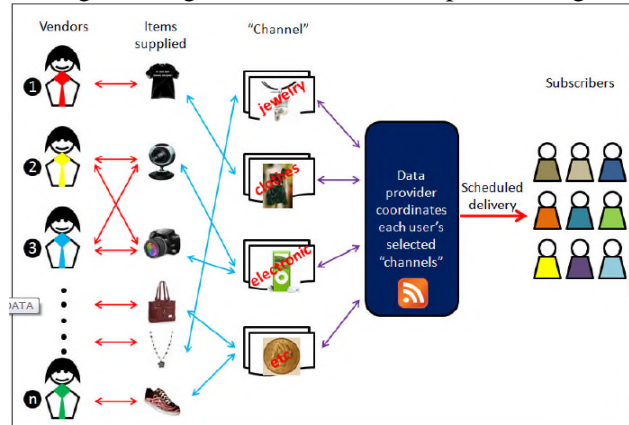 Vendors
Items
supplied
"Channel"
Subscribers
1
2
3
n
DATA
jewelry
clothes
electronic
etc
Data
provider
coordinates
each user's
selected
"channels"
Scheduled
delivery